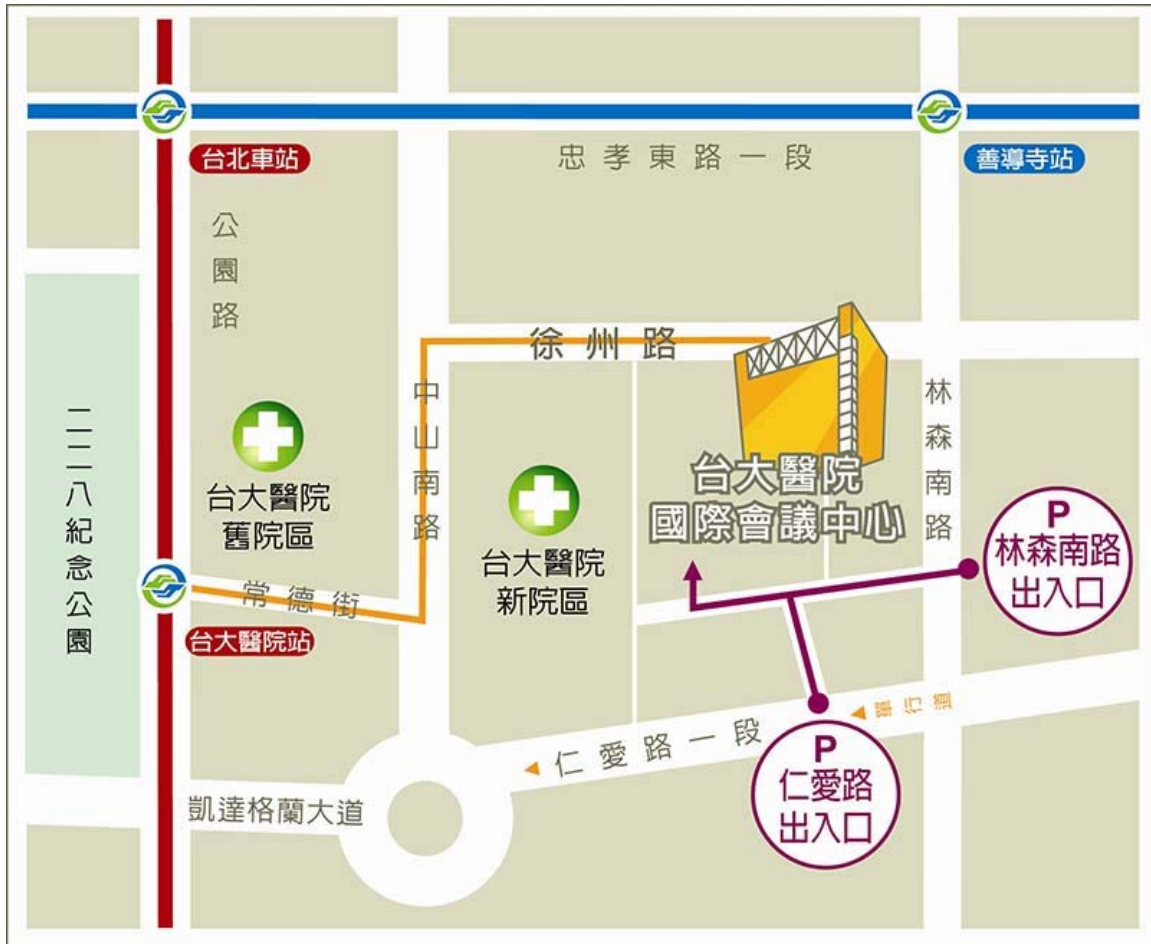 台北車站
忠孝東路一段
善導寺站
公園路
徐州路
中山南路
林森南路
二二八紀念公園
台大醫院
舊院區
台大醫院
新院區
台大醫院
國際會議中心
P
林森南路
出入口
常德街
台大醫院站
單行道
仁愛路一段
P
仁愛路
出入口
凱達格蘭大道